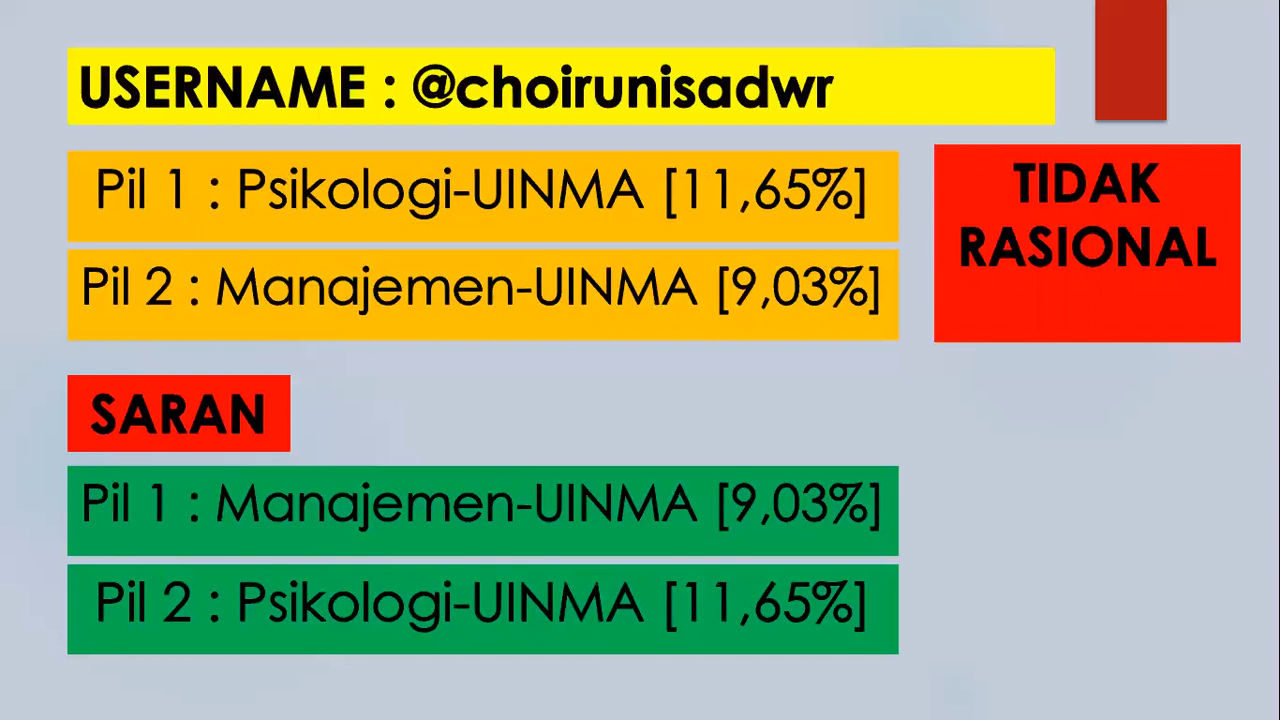 USERNAME : @choirunisadwr
Pil 1 : Psikologi-UINMA [11,65%]
Pil 2 : Manajemen-UINMA [9,03%]
TIDAK
RASIONAL
SARAN
Pil 1 : Manajemen-UINMA [9,03%]
Pil 2 : Psikologi-UINMA [11,65%]